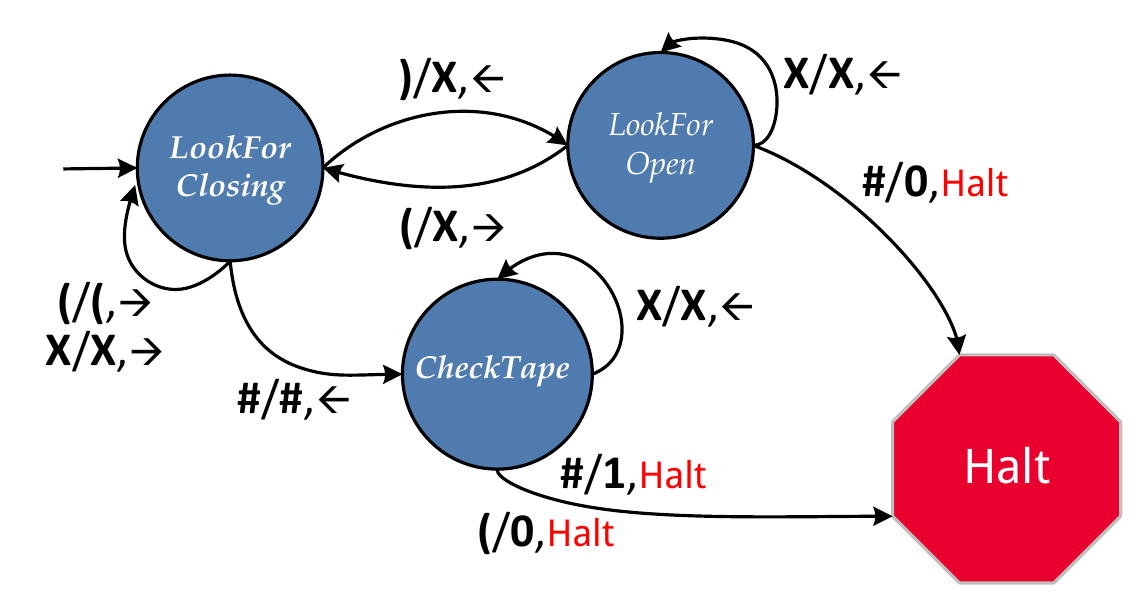 )/X,←
X/X,←
LookFor
Closing
LookFor
Open
#/0,Halt
(/X,→
(/(,→
X/X,→
X/X,←
CheckTape
#/#,←
#/1,Halt
(/0,Halt
Halt